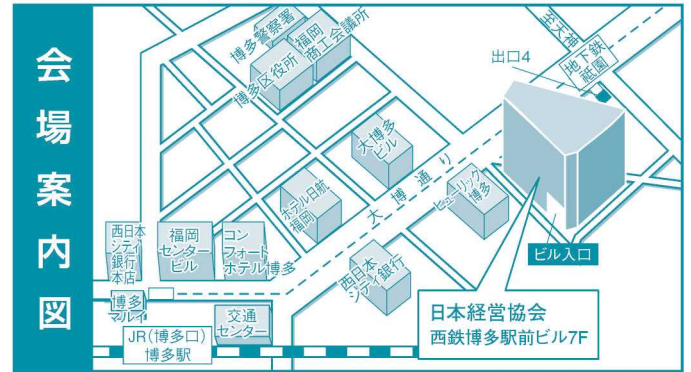 会場案内図
博多警察署
福岡
商工会議所
博多区役所
至天神
地下鉄
祇園
出口4
大博多
ビル
大博通り
ホテル日航
福岡
ヒューリック
博多
西日本
シティ
銀行
本店
福岡
センター
ビル
コン
フォート
ホテル博多
西日本
シティ銀行
ビル入口
博多
マルイ
交通
センター
JR(博多口)
博多駅
日本経営協会
西鉄博多駅前ビル7F